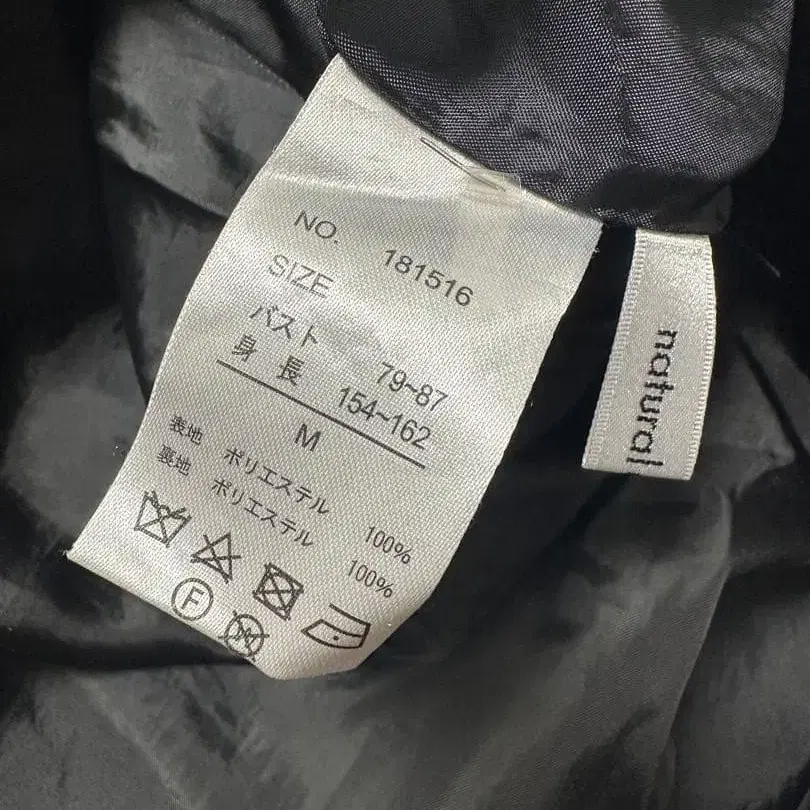 NO. 181516
SIZE
バスト 79~87
身長 154~162
M
表地 ポリエステル 100%
裏地 ポリエステル 100%
F
W
natural